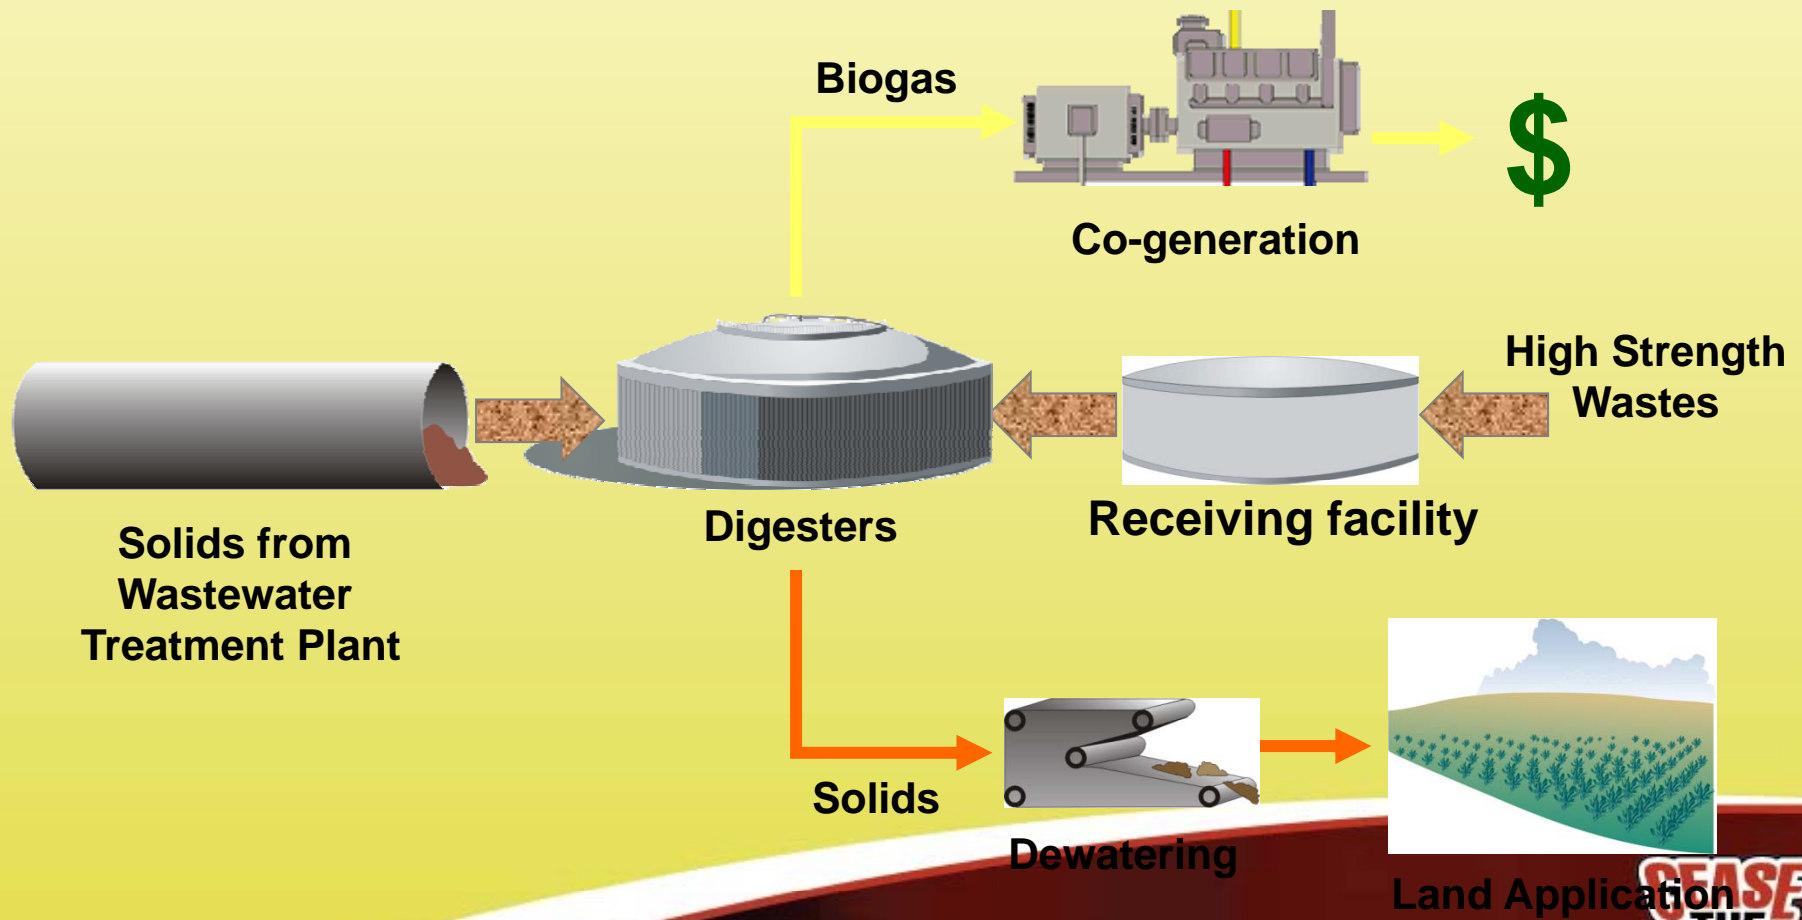 Biogas
$
Co-generation
High Strength
Wastes
Digesters
Receiving facility
Solids from
Wastewater
Treatment Plant
Solids
Dewatering
Land Application